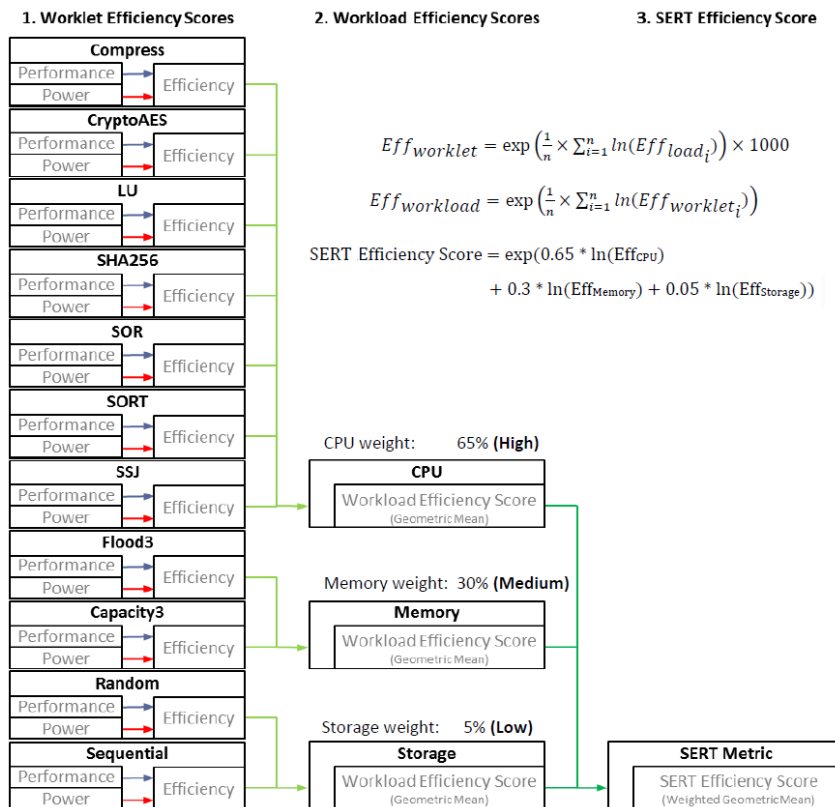 1. Worklet Efficiency Scores
2. Workload Efficiency Scores
3. SERT Efficiency Score
Compress
Performance
Power
Efficiency
CryptoAES
Performance
Power
Efficiency
LU
Performance
Power
Efficiency
SHA256
Performance
Power
Efficiency
SOR
Performance
Power
Efficiency
SORT
Performance
Power
Efficiency
SSJ
Performance
Power
Efficiency
Flood3
Performance
Power
Efficiency
Capacity3
Performance
Power
Efficiency
Random
Performance
Power
Efficiency
Sequential
Performance
Power
Efficiency
Eff_worklet = exp (1/n × ∑_{i=1}^{n} ln(Eff_load_i)) × 1000
Eff_workload = exp (1/n × ∑_{i=1}^{n} ln(Eff_worklet_i))
SERT Efficiency Score = exp(0.65 * ln(Eff_CPU)
+ 0.3 * ln(Eff_Memory) + 0.05 * ln(Eff_Storage))
CPU weight: 65% (High)
CPU
Workload Efficiency Score
(Geometric Mean)
Memory weight: 30% (Medium)
Memory
Workload Efficiency Score
(Geometric Mean)
Storage weight: 5% (Low)
Storage
Workload Efficiency Score
(Geometric Mean)
SERT Metric
SERT Efficiency Score
(Weighted Geometric Mean)